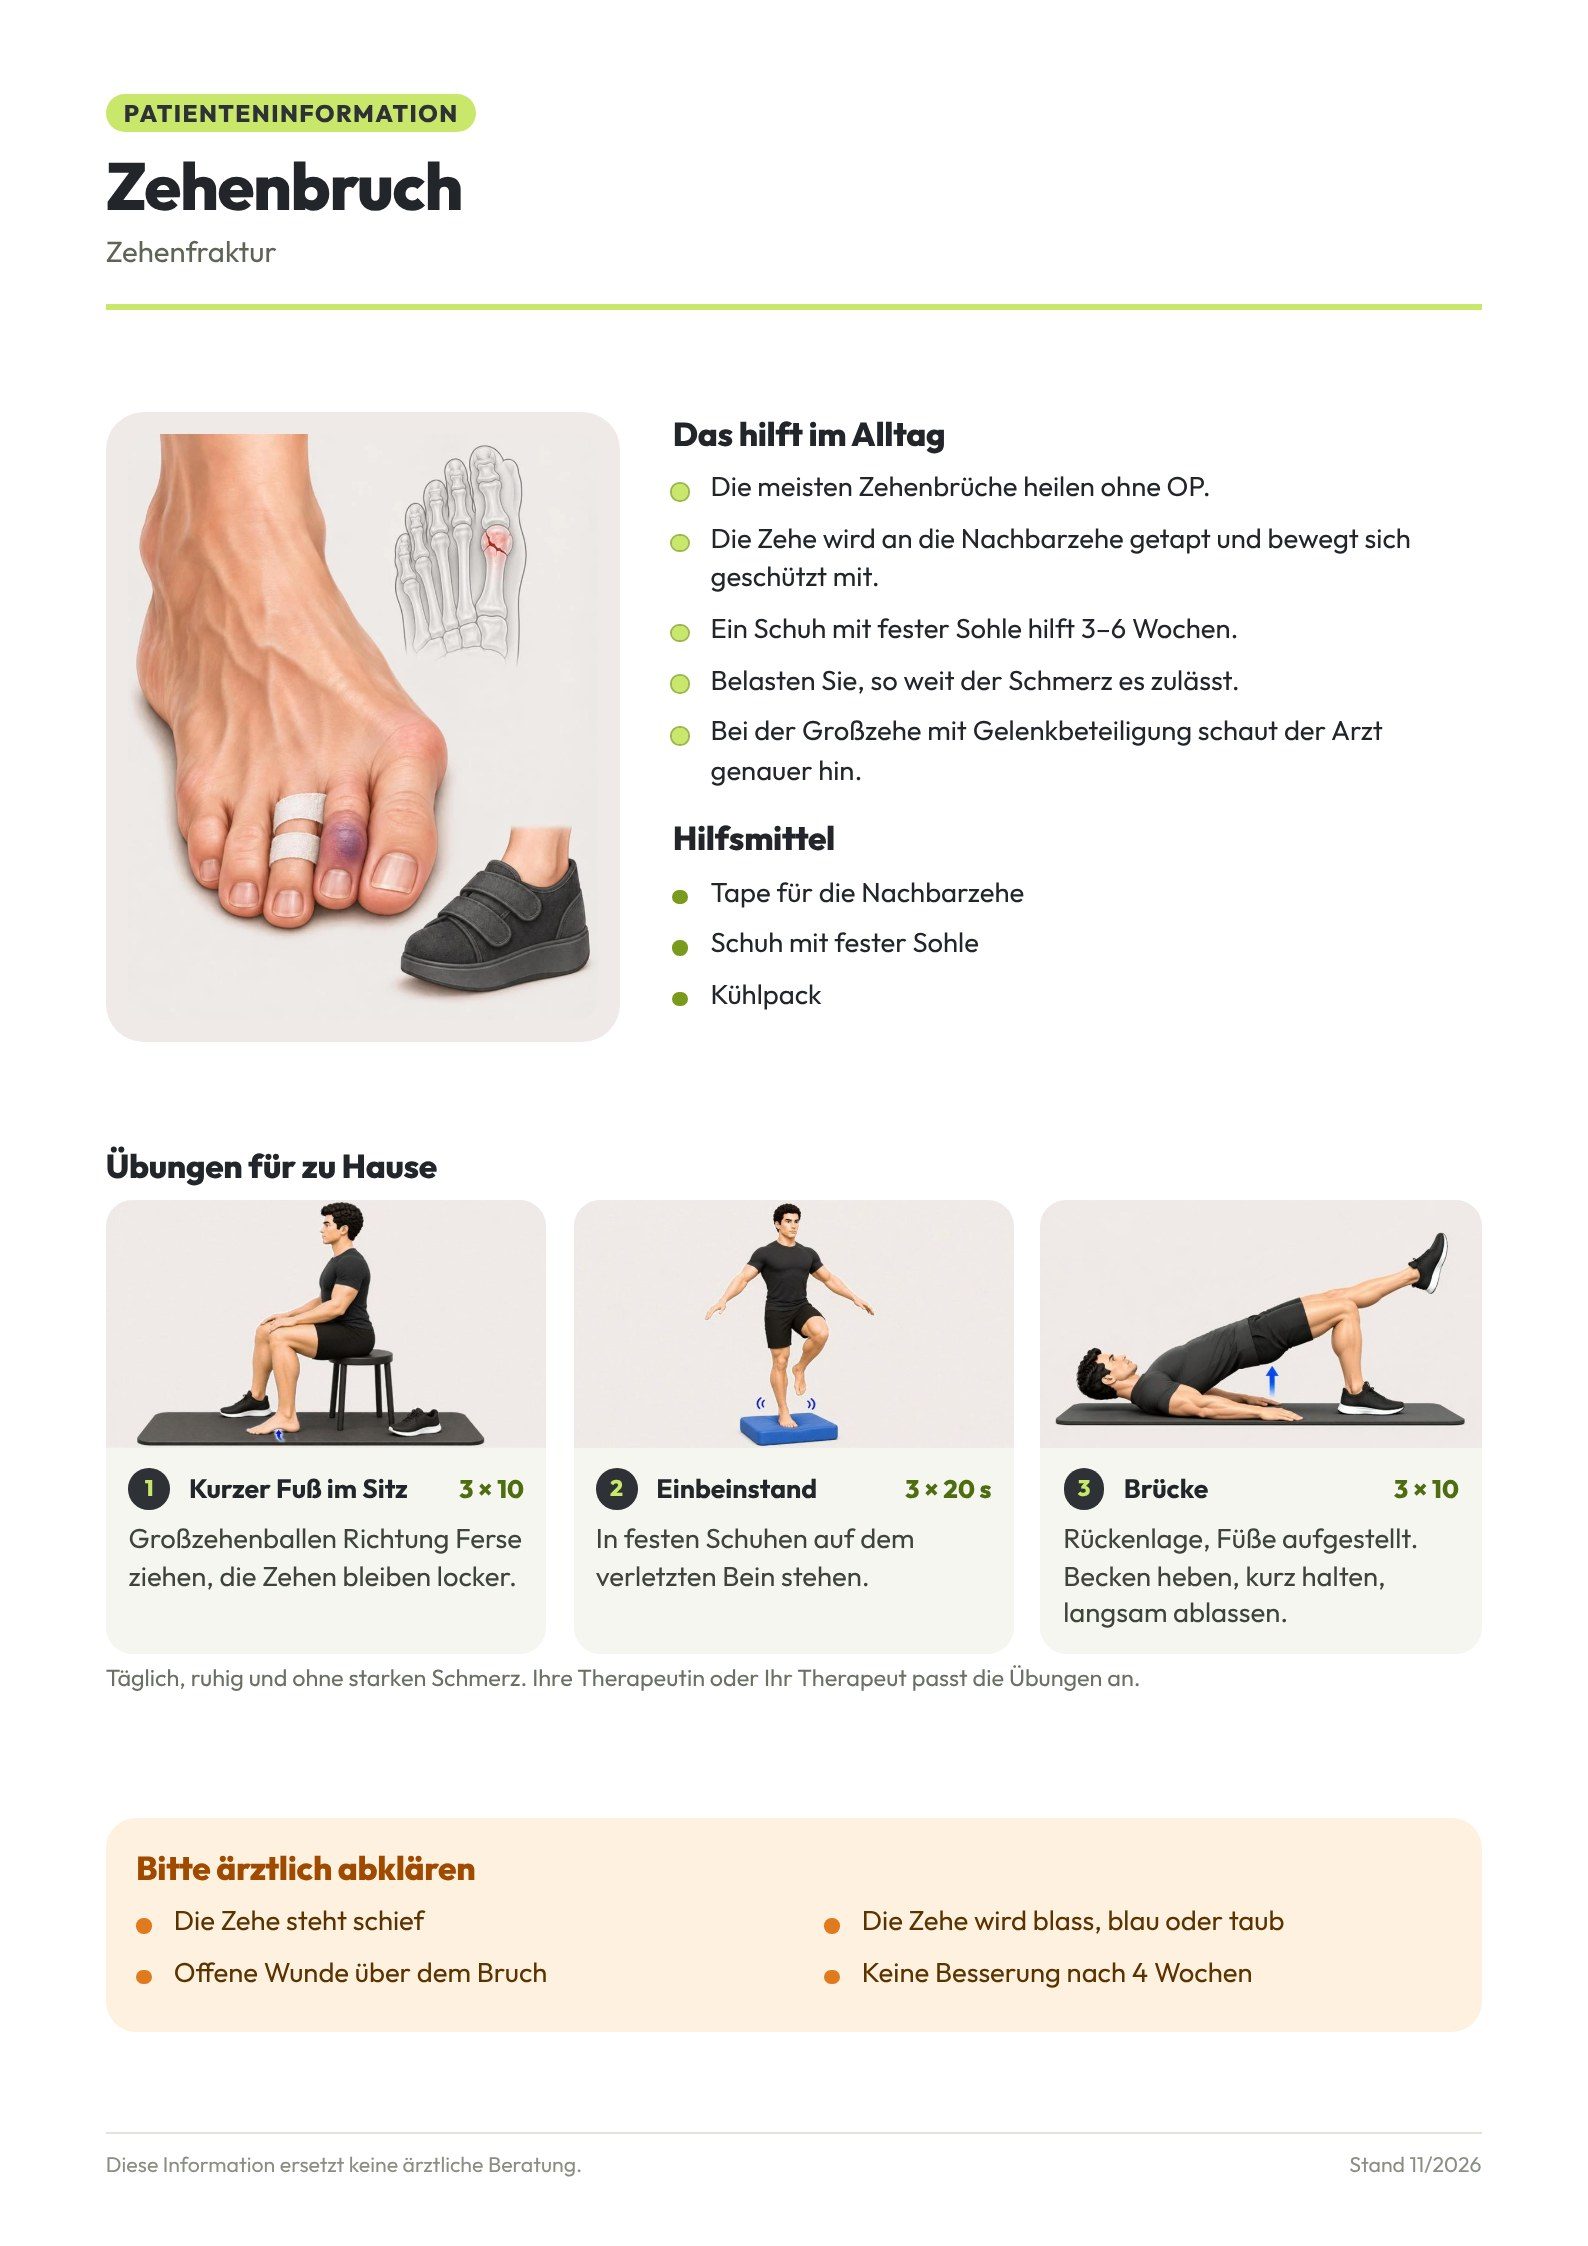 PATIENTENINFORMATION
Zehenbruch
Zehenfraktur
Das hilft im Alltag
Die meisten Zehenbrüche heilen ohne OP.
Die Zehe wird an die Nachbarzehe getapt und bewegt sich
geschützt mit.
Ein Schuh mit fester Sohle hilft 3–6 Wochen.
Belasten Sie, so weit der Schmerz es zulässt.
Bei der Großzehe mit Gelenkbeteiligung schaut der Arzt
genauer hin.
Hilfsmittel
Tape für die Nachbarzehe
Schuh mit fester Sohle
Kühlpack
Übungen für zu Hause
1 Kurzer Fuß im Sitz 3 × 10
Großzehenballen Richtung Ferse
ziehen, die Zehen bleiben locker.
2 Einbeinstand 3 × 20 s
In festen Schuhen auf dem
verletzten Bein stehen.
3 Brücke 3 × 10
Rückenlage, Füße aufgestellt.
Becken heben, kurz halten,
langsam ablassen.
Täglich, ruhig und ohne starken Schmerz. Ihre Therapeutin oder Ihr Therapeut passt die Übungen an.
Bitte ärztlich abklären
Die Zehe steht schief
Offene Wunde über dem Bruch
Die Zehe wird blass, blau oder taub
Keine Besserung nach 4 Wochen
Diese Information ersetzt keine ärztliche Beratung.
Stand 11/2026